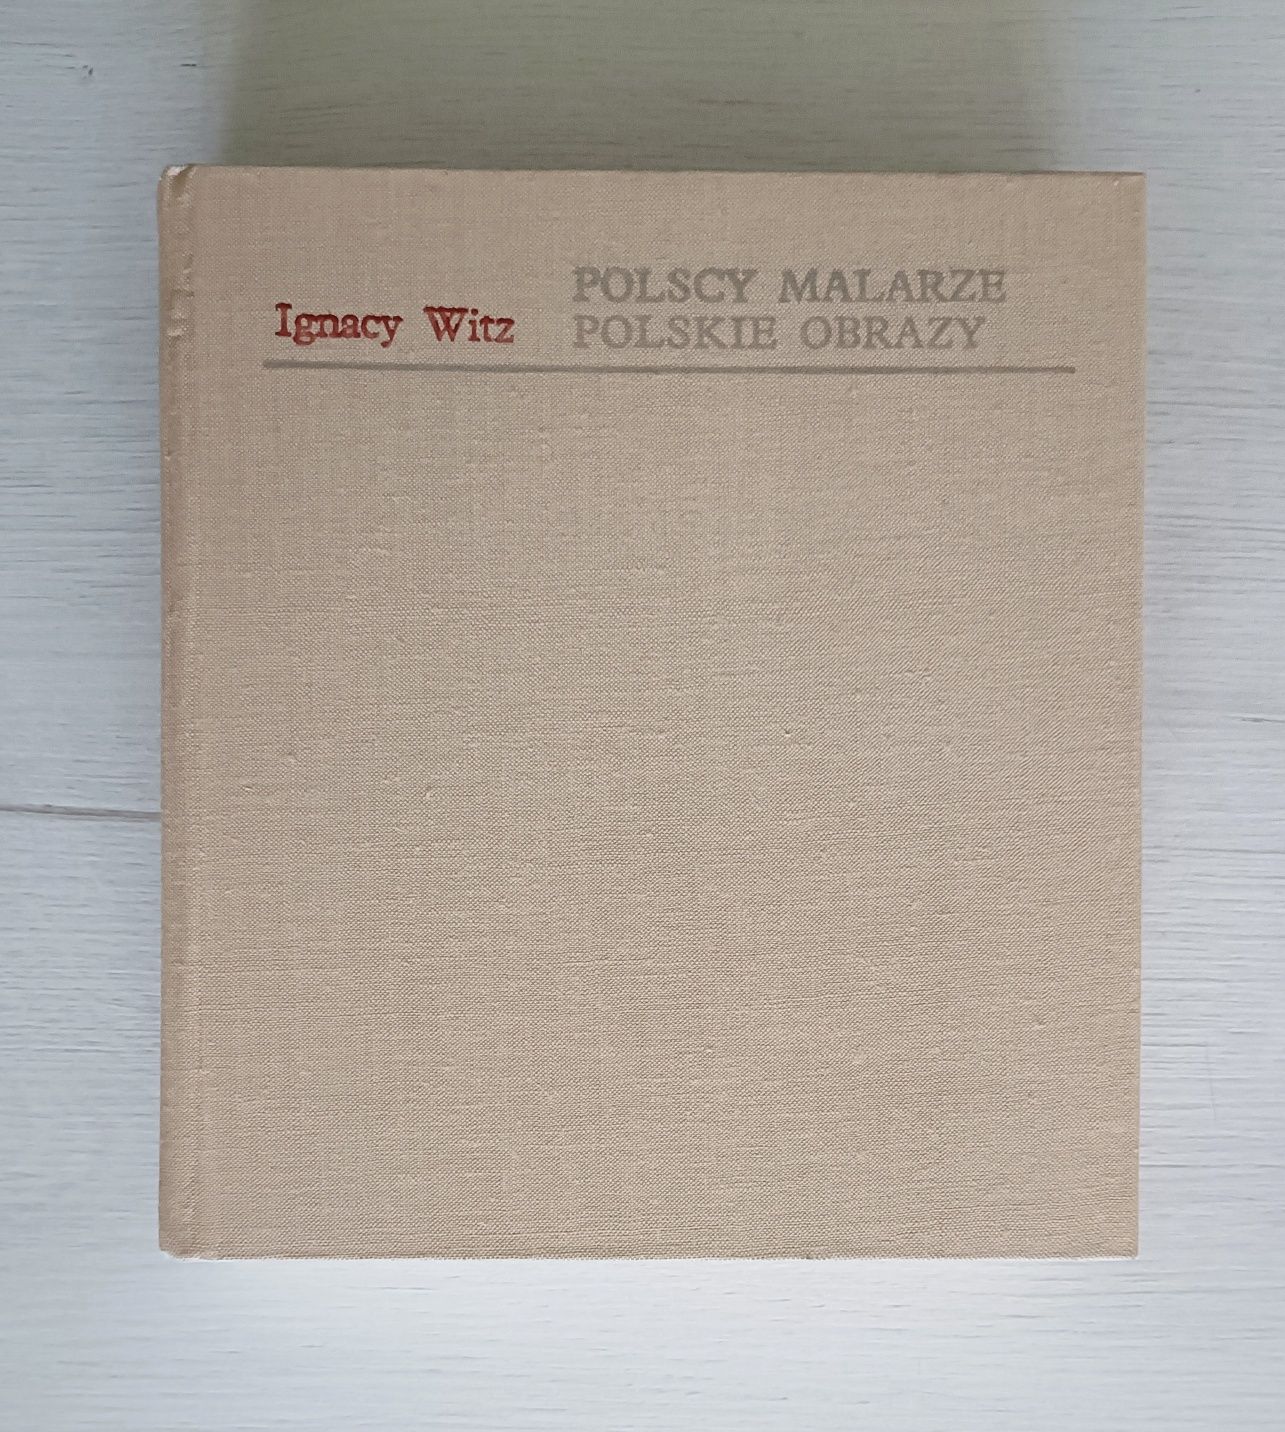 Ignacy Witz
POLSCY MALARZE
POLSKIE OBRAZY